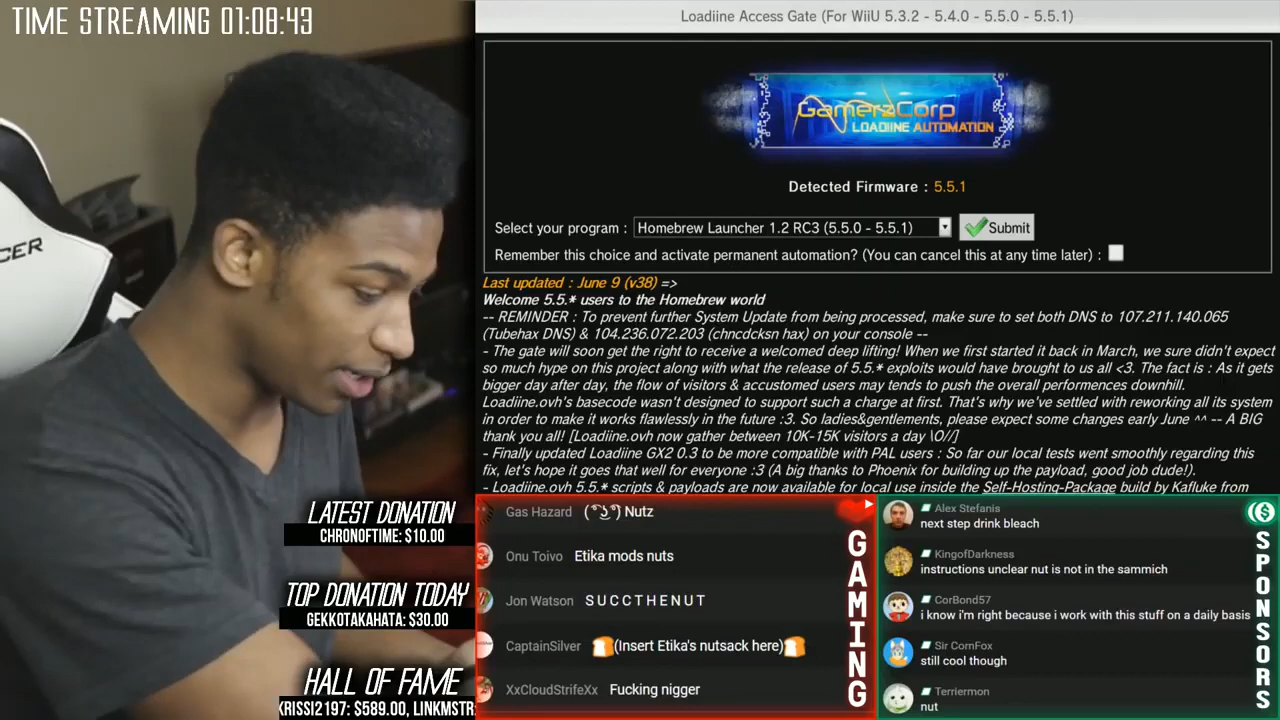 TIME STREAMING 01:08:43
CER
LATEST DONATION
CHRONOFTIME: $10.00
TOP DONATION TODAY
GEKKOTAKAHATA: $30.00
HALL OF FAME
KRISSI2197: $589.00, LINKMSTR
Loadiine Access Gate (For WiiU 5.3.2 - 5.4.0 - 5.5.0 - 5.5.1)
GameraCorp
LOADIINE AUTOMATION
Detected Firmware : 5.5.1
Select your program : Homebrew Launcher 1.2 RC3 (5.5.0 - 5.5.1) Submit
Remember this choice and activate permanent automation? (You can cancel this at any time later) :
Last updated : June 9 (v38) =>
Welcome 5.5.* users to the Homebrew world
-- REMINDER : To prevent further System Update from being processed, make sure to set both DNS to 107.211.140.065
(Tubehax DNS) & 104.236.072.203 (chncdcksn hax) on your console --
- The gate will soon get the right to receive a welcomed deep lifting! When we first started it back in March, we sure didn't expect
so much hype on this project along with what the release of 5.5.* exploits would have brought to us all <3. The fact is : As it gets
bigger day after day, the flow of visitors & accustomed users may tends to push the overall performences downhill.
Loadiine.ovh's basecode wasn't designed to support such a charge at first. That's why we've settled with reworking all its system
in order to make it works flawlessly in the future :3. So ladies&gentlements, please expect some changes early June ^^ -- A BIG
thank you all! [Loadiine.ovh now gather between 10K-15K visitors a day \O//]
- Finally updated Loadiine GX2 0.3 to be more compatible with PAL users : So far our local tests went smoothly regarding this
fix, let's hope it goes that well for everyone :3 (A big thanks to Phoenix for building up the payload, good job dude!).
- Loadiine.ovh 5.5.* scripts & payloads are now available for local use inside the Self-Hosting-Package build by Kafluke from
Gas Hazard ( ͡° ͜ʖ ͡°) Nutz
Onu Toivo Etika mods nuts
Jon Watson S U C C T H E N U T
CaptainSilver 🍞(Insert Etika's nutsack here)🍞
XxCloudStrifeXx Fucking nigger
GAMING
Alex Stefanis
next step drink bleach
KingofDarkness
instructions unclear nut is not in the sammich
CorBond57
i know i'm right because i work with this stuff on a daily basis
Sir CornFox
still cool though
Terriermon
nut
SPONSORS